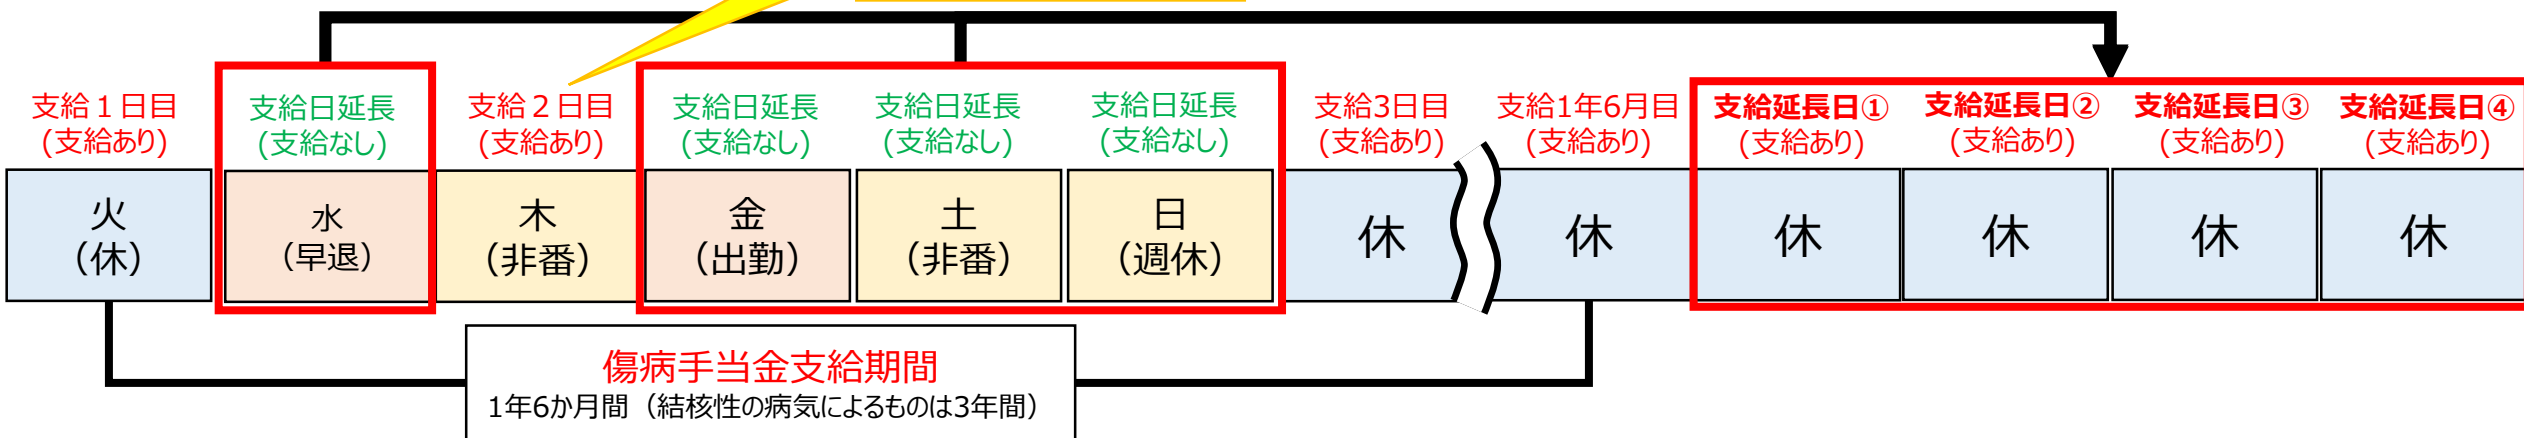 支給１日目
(支給あり)
支給日延長
(支給なし)
支給２日目
(支給あり)
支給日延長
(支給なし)
支給日延長
(支給なし)
支給日延長
(支給なし)
支給3日目
(支給あり)
支給1年6月目
(支給あり)
支給延長日①
(支給あり)
支給延長日②
(支給あり)
支給延長日③
(支給あり)
支給延長日④
(支給あり)
火
（休）
水
（早退）
木
（非番）
金
（出勤）
土
（非番）
日
（週休）
休
休
休
休
休
休
傷病手当金支給期間
1年6か月間（結核性の病気によるものは3年間）